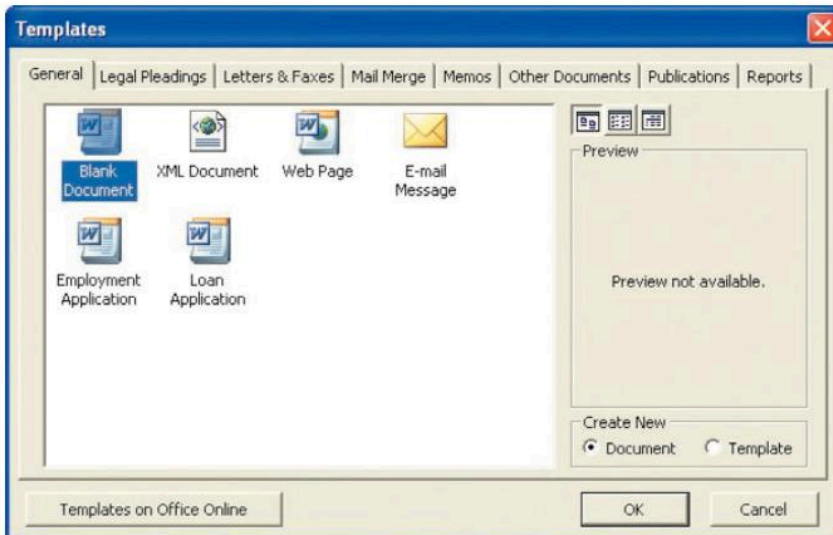 Templates
General Legal Pleadings Letters & Faxes Mail Merge Memos Other Documents Publications Reports
Blank
Document
XML Document
Web Page
E-mail
Message
Employment
Application
Loan
Application
Preview
Preview not available.
Create New
Document Template
Templates on Office Online OK Cancel